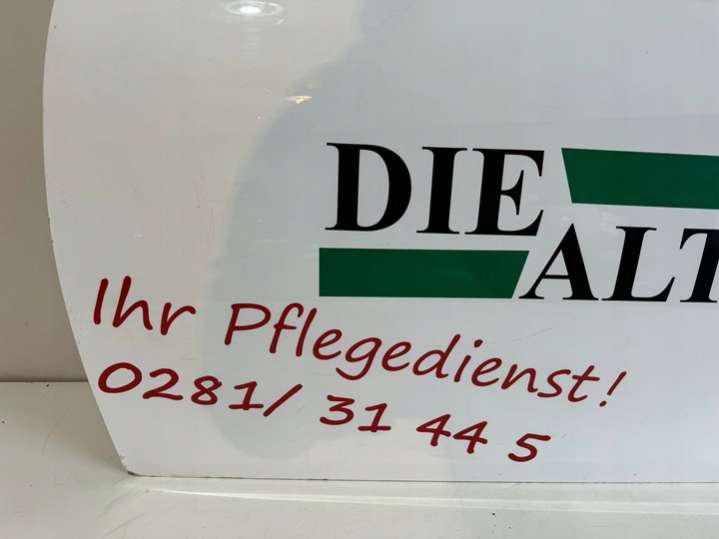 DIE
ALT
Ihr Pflegedienst!
0281/ 31 44 5